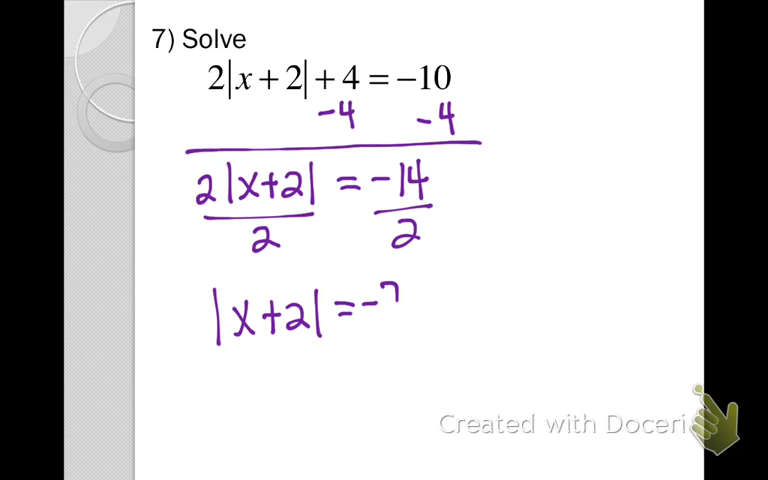 7) Solve
2|x + 2| + 4 = −10
−4 −4
2|x+2| = −14
2 2
|x+2| = −7
Created with Doceri